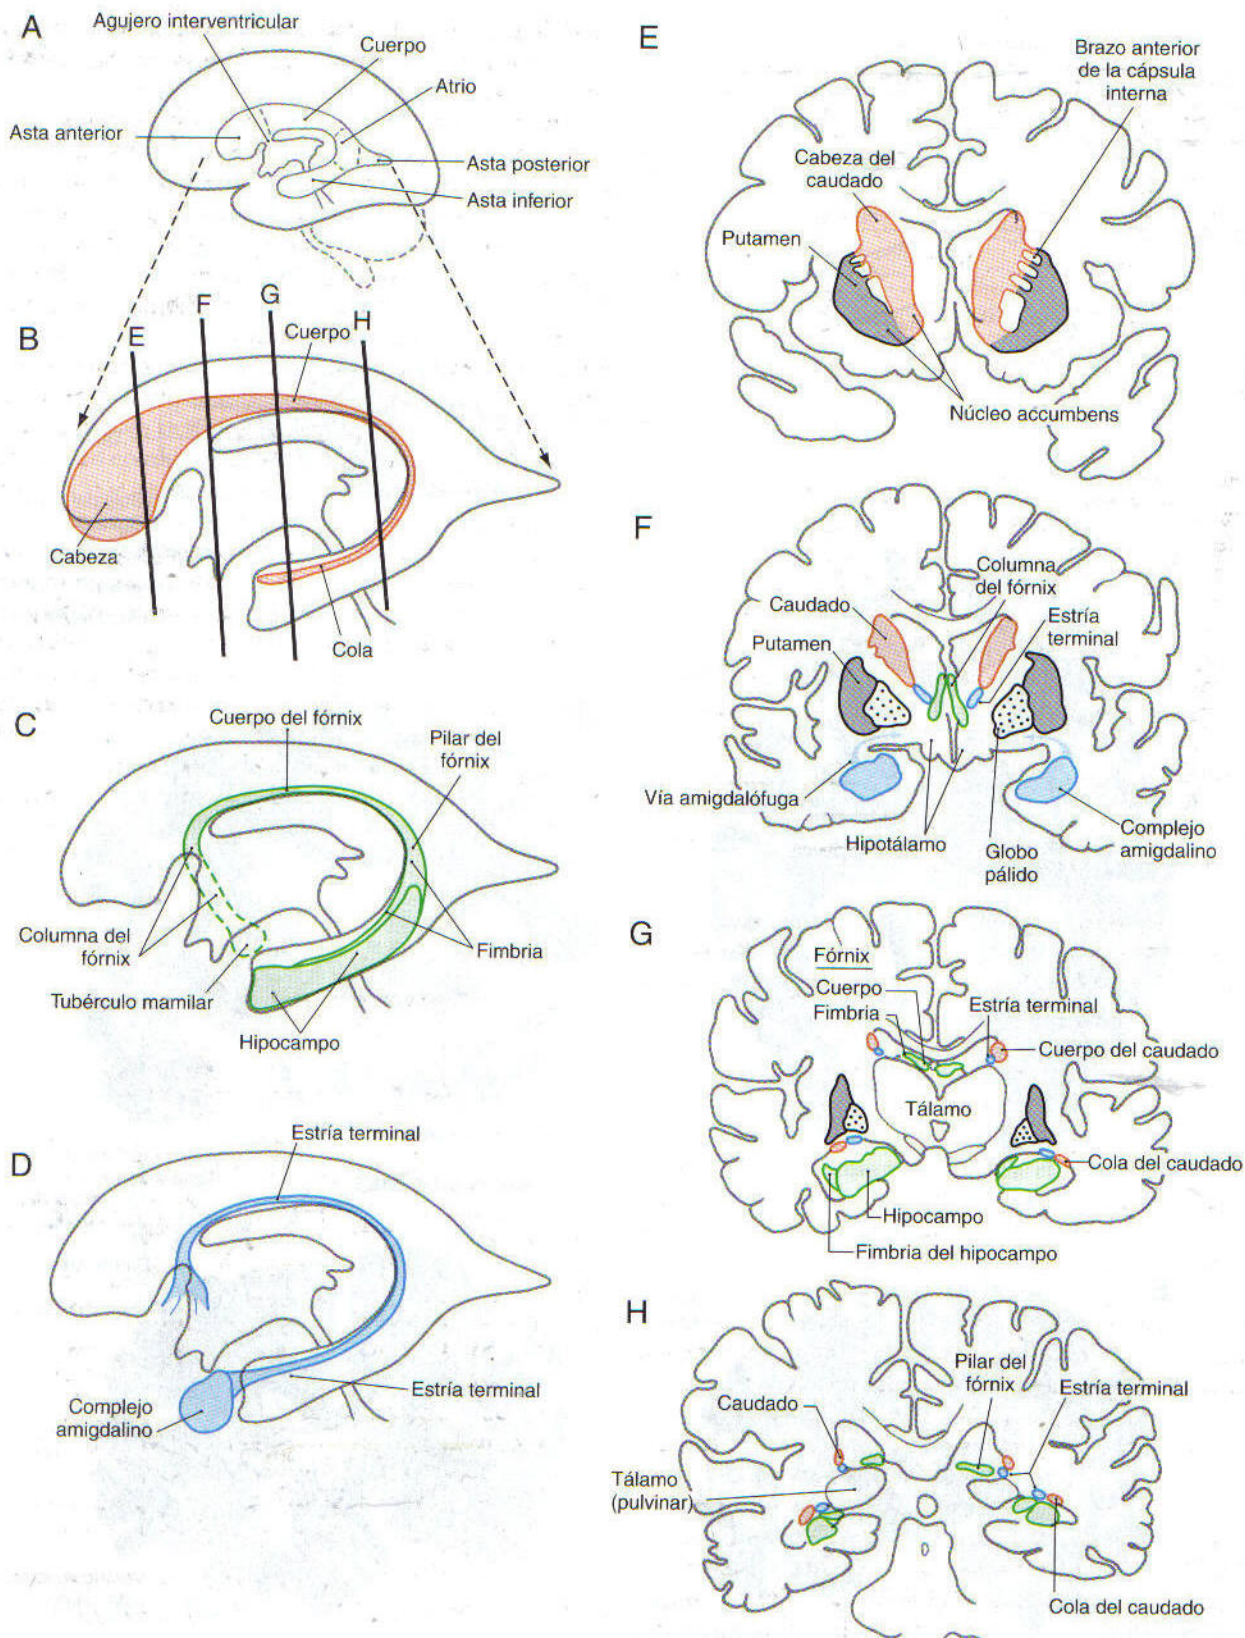 A
Agujero interventricular
Cuerpo
Atrio
Asta anterior
Asta posterior
Asta inferior
B
E
F
G
H
Cuerpo
Cabeza
Cola
C
Cuerpo del fórnix
Pilar del
fórnix
Columna del
fórnix
Fimbria
Tubérculo mamilar
Hipocampo
D
Estría terminal
Estría terminal
Complejo
amigdalino
E
Brazo anterior
de la cápsula
interna
Cabeza del
caudado
Putamen
Núcleo accumbens
F
Columna
del fórnix
Caudado
Estría
terminal
Putamen
Vía amigdalófuga
Hipotálamo
Globo
pálido
Complejo
amigdalino
G
Fórnix
Cuerpo
Fimbria
Estría terminal
Cuerpo del caudado
Tálamo
Cola del caudado
Hipocampo
Fimbria del hipocampo
H
Pilar del
fórnix
Estría terminal
Caudado
Tálamo
(pulvinar)
Cola del caudado